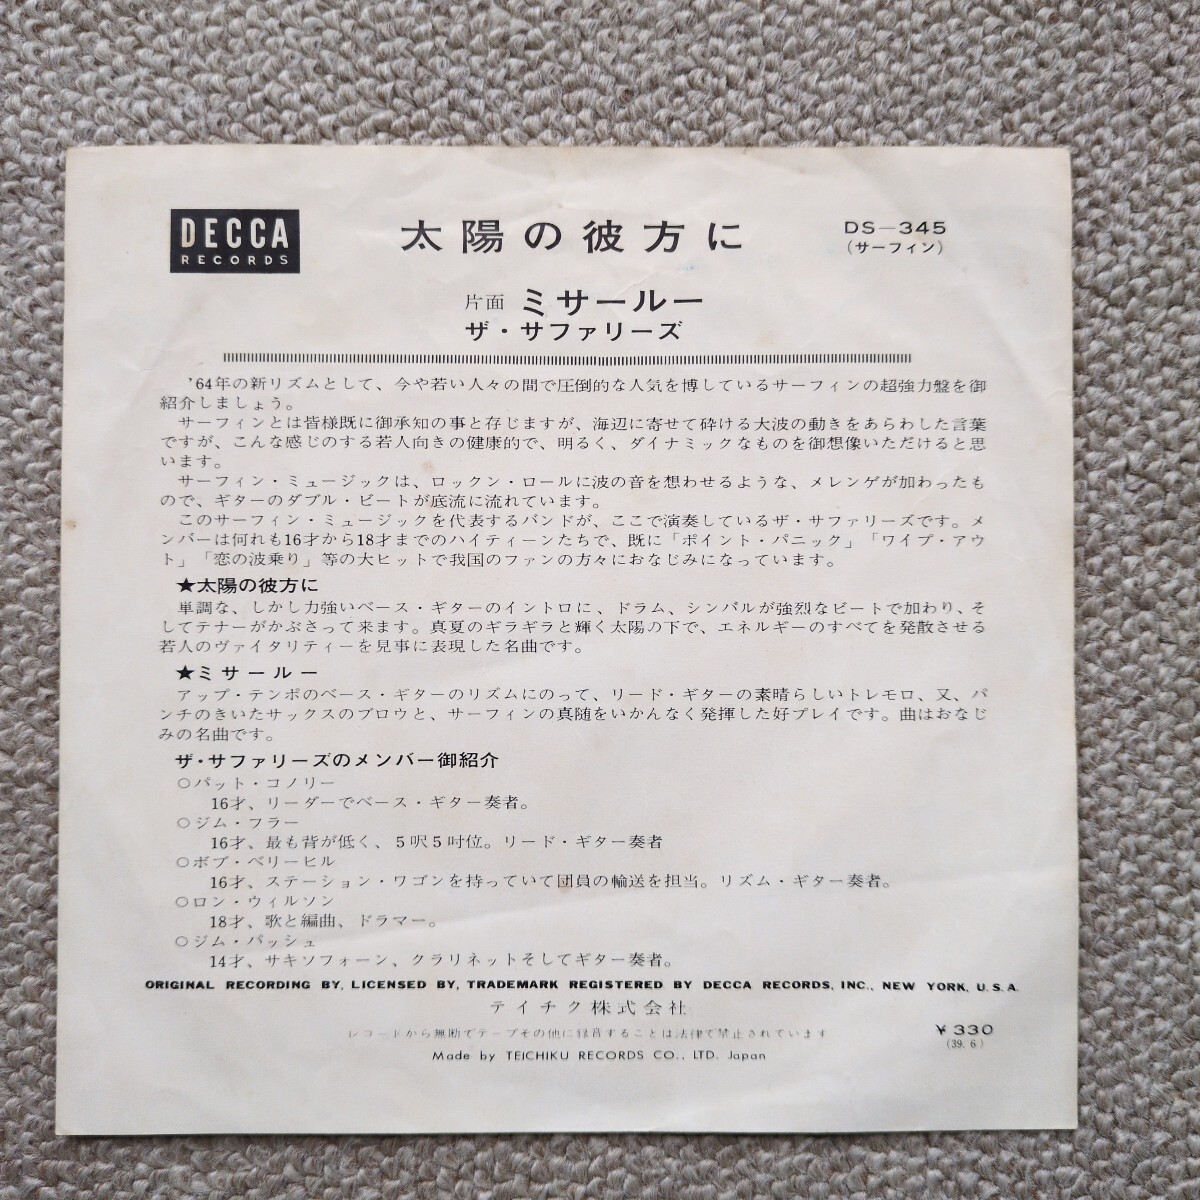 DECCA
RECORDS
太陽の彼方に
DS—345
(サーフィン)
片面 ミサールー
ザ・サファリーズ
'64年の新リズムとして、今や若い人々の間で圧倒的な人気を博しているサーフィンの超強力盤を御
紹介しましょう。
サーフィンとは皆様既に御承知の事と存じますが、海辺に寄せて砕ける大波の動きをあらわした言葉
ですが、こんな感じのする若人向きの健康的で、明るく、ダイナミックなものを御想像いただけると思
います。
サーフィン・ミュージックは、ロックン・ロールに波の音を想わせるような、メレンゲが加わったも
ので、ギターのダブル・ビートが底流に流れています。
このサーフィン・ミュージックを代表するバンドが、ここで演奏しているザ・サファリーズです。メ
ンバーは何れも16才から18才までのハイティーンたちで、既に「ポイント・パニック」「ワイプ・アウ
ト」「恋の波乗り」等の大ヒットで我国のファンの方々におなじみになっています。
★太陽の彼方に
単調な、しかし力強いベース・ギターのイントロに、ドラム、シンバルが強烈なビートで加わり、そ
してテナーがかぶさって来ます。真夏のギラギラと輝く太陽の下で、エネルギーのすべてを発散させる
若人のヴァイタリティーを見事に表現した名曲です。
★ミサールー
アップ・テンポのベース・ギターのリズムにのって、リード・ギターの素晴らしいトレモロ、又、パ
ンチのきいたサックスのブロウと、サーフィンの真随をいかんなく発揮した好プレイです。曲はおなじ
みの名曲です。
ザ・サファリーズのメンバー御紹介
○パット・コノリー
16才、リーダーでベース・ギター奏者。
○ジム・フラー
16才、最も背が低く、5呎5吋位。リード・ギター奏者
○ボブ・ベリーヒル
16才、ステーション・ワゴンを持っていて団員の輸送を担当。リズム・ギター奏者。
○ロン・ウィルソン
18才、歌と編曲、ドラマー。
○ジム・パッシュ
14才、サキソフォーン、クラリネットそしてギター奏者。
ORIGINAL RECORDING BY, LICENSED BY, TRADEMARK REGISTERED BY DECCA RECORDS, INC., NEW YORK, U.S.A.
テイチク株式会社
レコードから無断でテープその他に録音することは法律で禁止されています
¥330
(39.6)
Made by TEICHIKU RECORDS CO., LTD. Japan